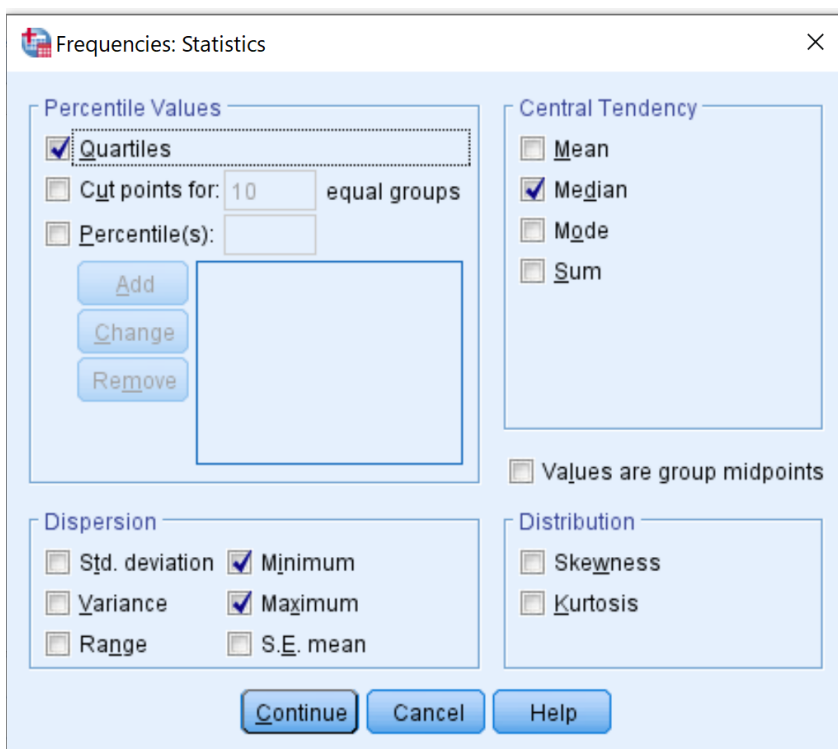 Frequencies: Statistics
Percentile Values
Quartiles
Cut points for: 10 equal groups
Percentile(s):
Add
Change
Remove
Central Tendency
Mean
Median
Mode
Sum
Values are group midpoints
Dispersion
Std. deviation Minimum
Variance Maximum
Range S.E. mean
Distribution
Skewness
Kurtosis
Continue Cancel Help